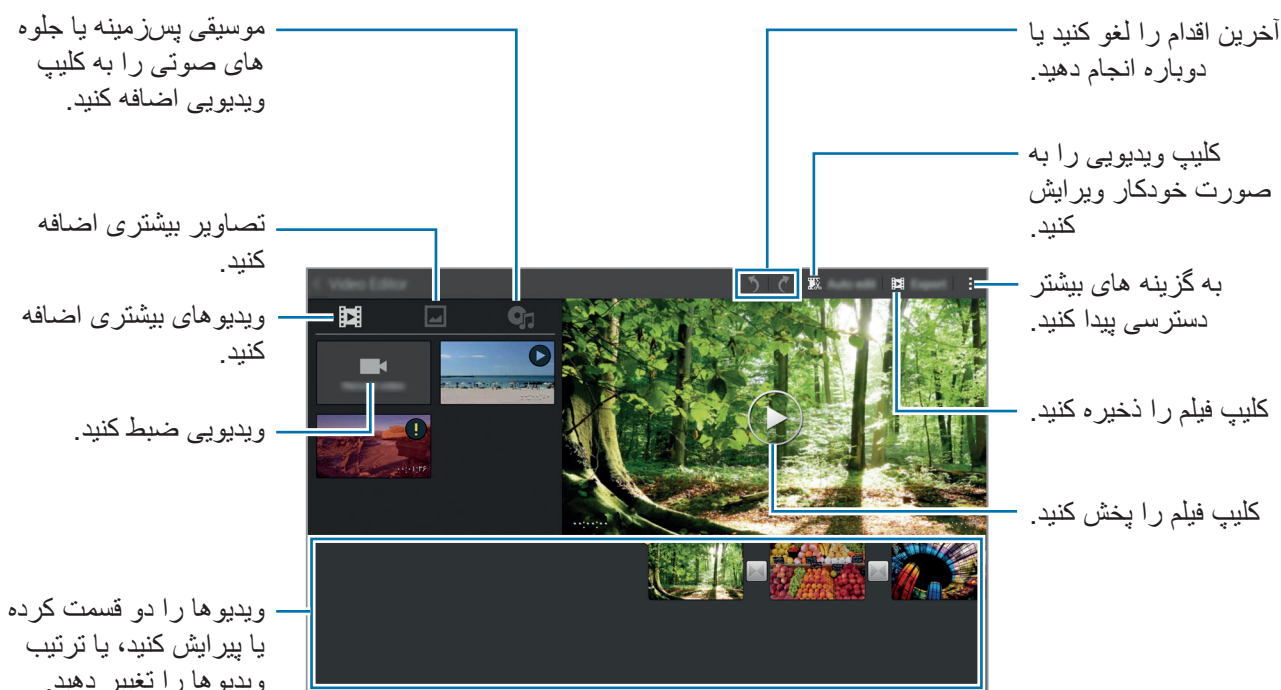 موسیقی پس‌زمینه یا جلوه
های صوتی را به کلیپ
ویدیویی اضافه کنید.
تصاویر بیشتری اضافه
کنید.
ویدیوهای بیشتری اضافه
کنید.
ویدیویی ضبط کنید.
ویدیوها را دو قسمت کرده
یا پیرایش کنید، یا ترتیب
ویدیوها را تغییر دهید.
آخرین اقدام را لغو کنید یا
دوباره انجام دهید.
کلیپ ویدیویی را به
صورت خودکار ویرایش
کنید.
به گزینه های بیشتر
دسترسی پیدا کنید.
کلیپ فیلم را ذخیره کنید.
کلیپ فیلم را پخش کنید.
Video Editor
Auto edit
Export